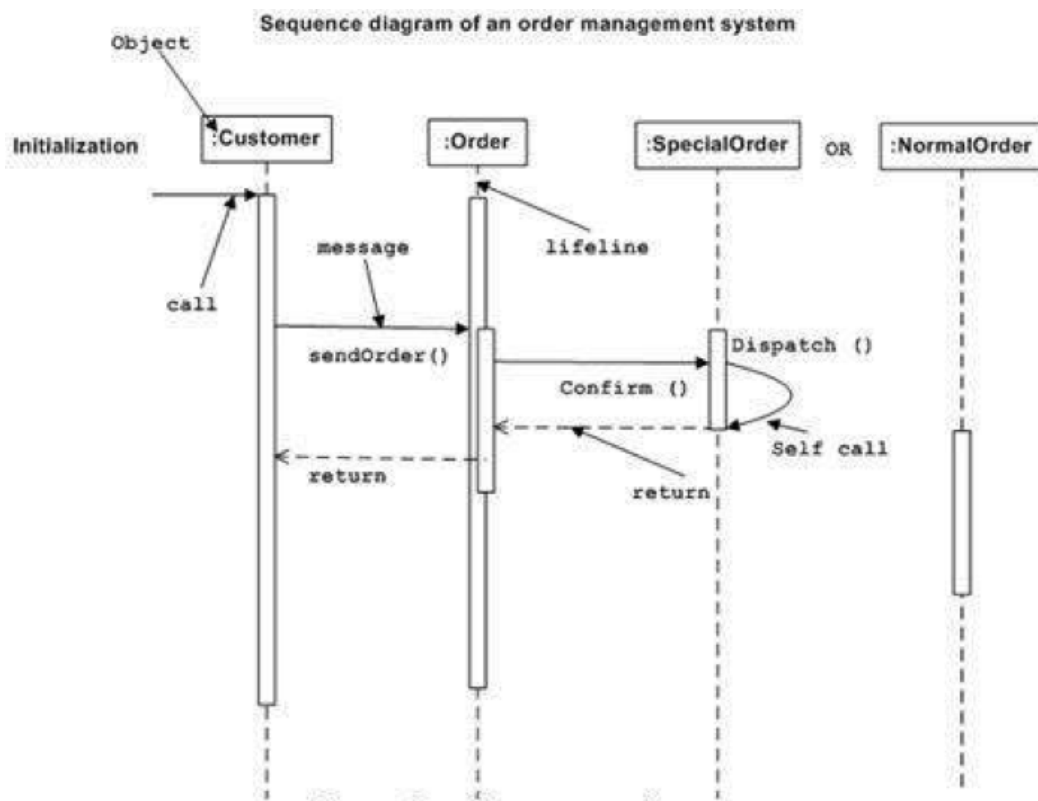 Sequence diagram of an order management system
Object
Initialization
:Customer
:Order
:SpecialOrder
OR
:NormalOrder
lifeline
message
call
sendOrder()
Dispatch ()
Confirm ()
Self call
return
return